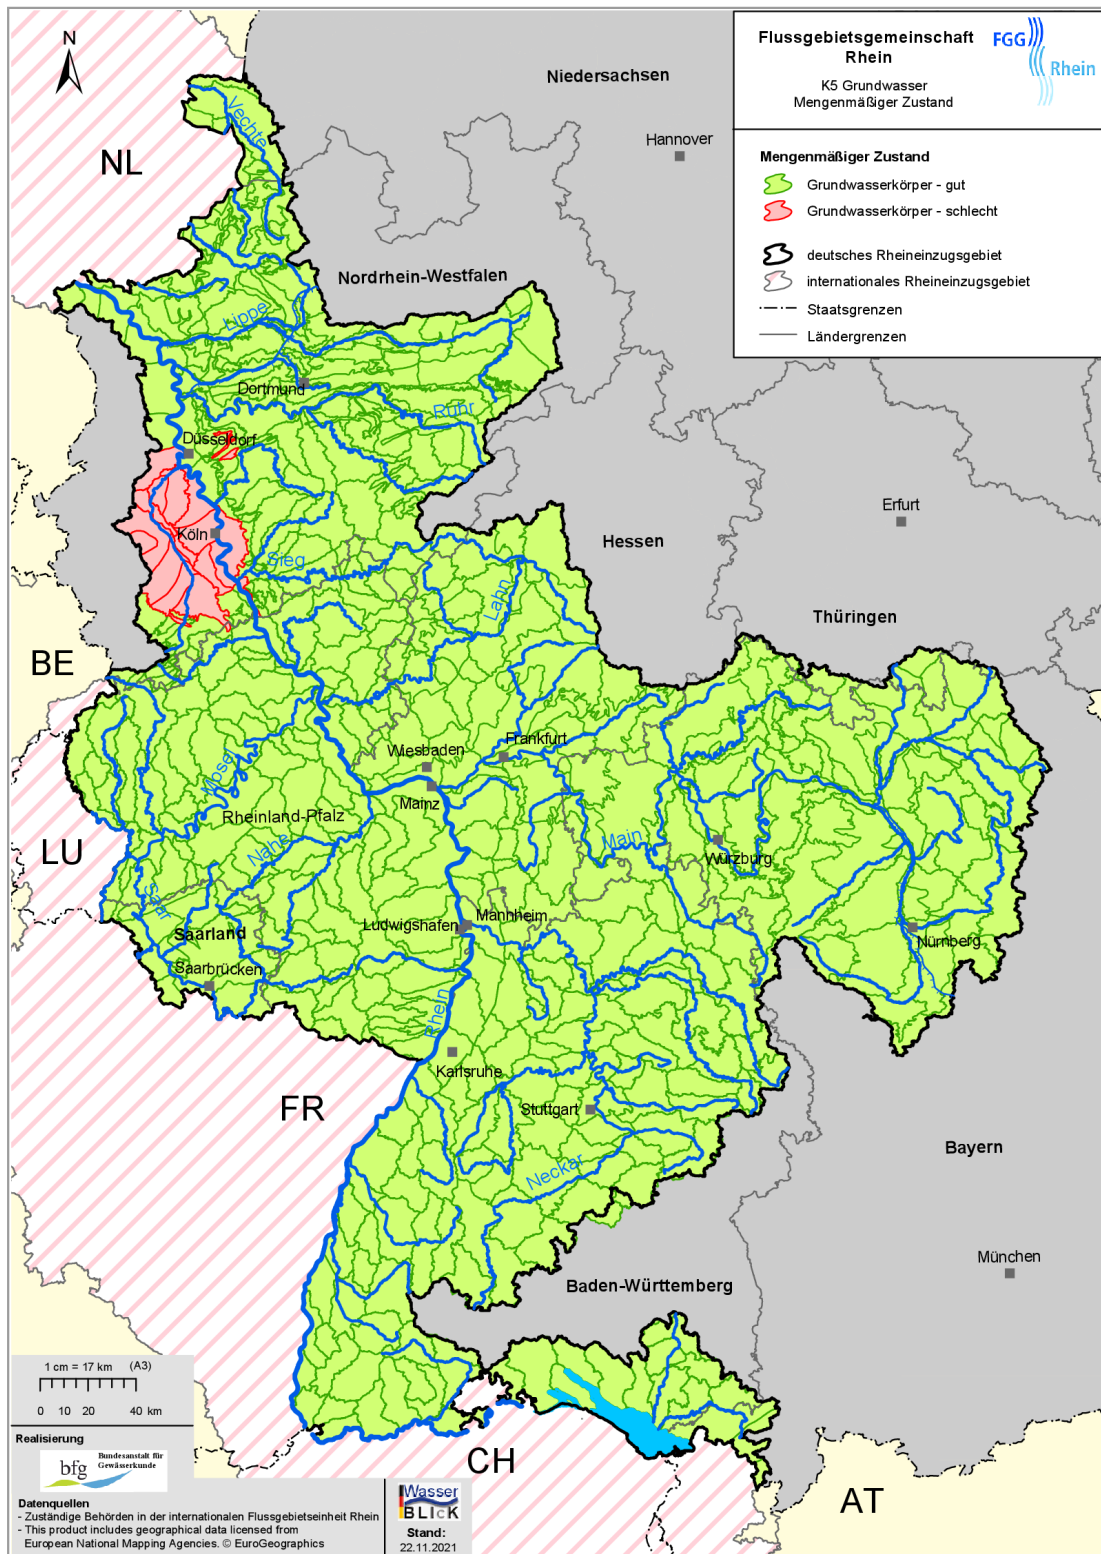 Flussgebietsgemeinschaft
Rhein
K5 Grundwasser
Mengenmäßiger Zustand
FGG
Rhein
Mengenmäßiger Zustand
Grundwasserkörper - gut
Grundwasserkörper - schlecht
deutsches Rheineinzugsgebiet
internationales Rheineinzugsgebiet
Staatsgrenzen
Ländergrenzen
N
Niedersachsen
Hannover
Vechte
NL
Nordrhein-Westfalen
Lippe
Dortmund
Ruhr
Düsseldorf
Erfurt
Köln
Hessen
Sieg
Lahn
Thüringen
BE
Frankfurt
Wiesbaden
Mosel
Mainz
Rheinland-Pfalz
Main
Nahe
Würzburg
LU
Saar
Mannheim
Ludwigshafen
Saarland
Nürnberg
Saarbrücken
Rhein
Karlsruhe
FR
Stuttgart
Bayern
Neckar
München
Baden-Württemberg
CH
AT
1 cm = 17 km (A3)
0 10 20 40 km
Realisierung
bfg
Bundesanstalt für
Gewässerkunde
Datenquellen
- Zuständige Behörden in der internationalen Flussgebietseinheit Rhein
- This product includes geographical data licensed from
European National Mapping Agencies. © EuroGeographics
Wasser
BLIcK
Stand:
22.11.2021